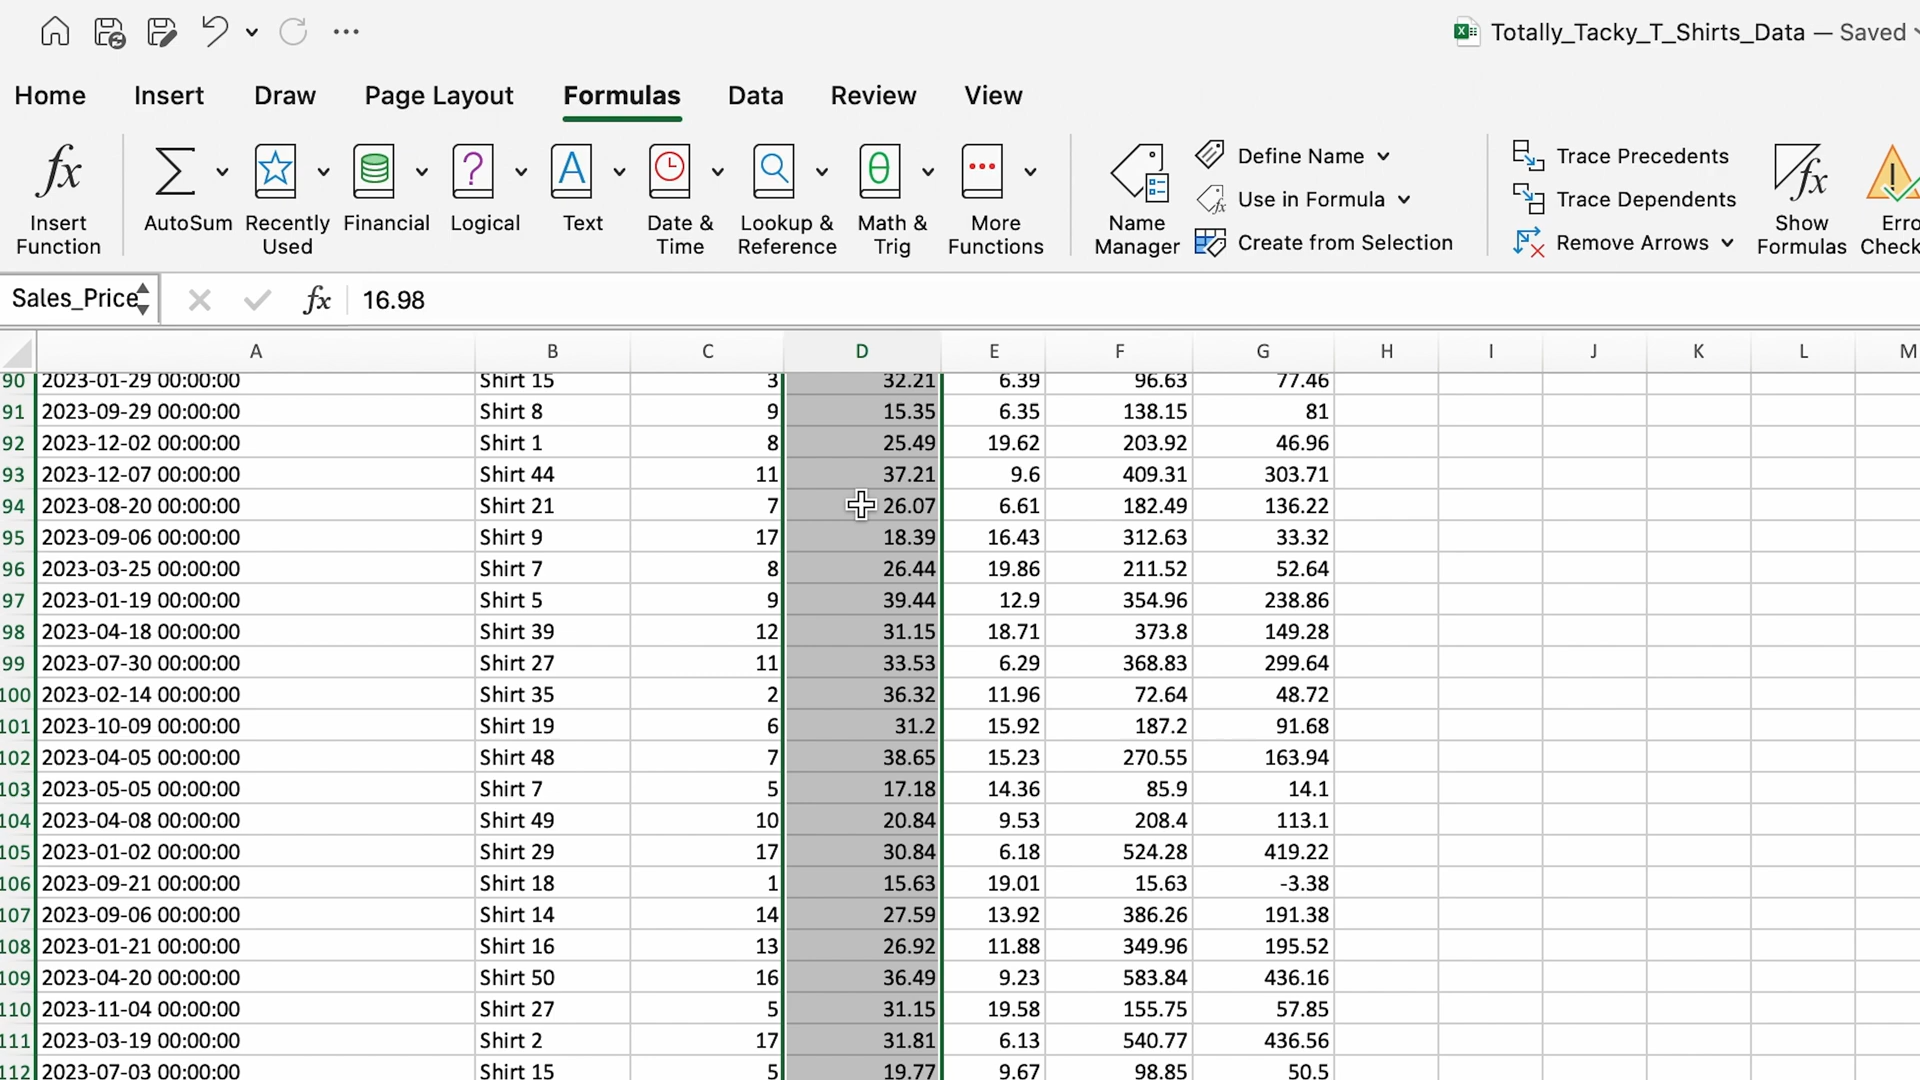 Totally_Tacky_T_Shirts_Data — Saved
Home Insert Draw Page Layout Formulas Data Review View
fx Insert Function AutoSum Recently Used Financial Logical Text Date & Time Lookup & Reference Math & Trig More Functions Name Manager Define Name Use in Formula Create from Selection Trace Precedents Trace Dependents Remove Arrows Show Formulas Erro Check
Sales_Price fx 16.98
A B C D E F G H I J K L M
90 2023-01-29 00:00:00 Shirt 15 3 32.21 6.39 96.63 77.46
91 2023-09-29 00:00:00 Shirt 8 9 15.35 6.35 138.15 81
92 2023-12-02 00:00:00 Shirt 1 8 25.49 19.62 203.92 46.96
93 2023-12-07 00:00:00 Shirt 44 11 37.21 9.6 409.31 303.71
94 2023-08-20 00:00:00 Shirt 21 7 26.07 6.61 182.49 136.22
95 2023-09-06 00:00:00 Shirt 9 17 18.39 16.43 312.63 33.32
96 2023-03-25 00:00:00 Shirt 7 8 26.44 19.86 211.52 52.64
97 2023-01-19 00:00:00 Shirt 5 9 39.44 12.9 354.96 238.86
98 2023-04-18 00:00:00 Shirt 39 12 31.15 18.71 373.8 149.28
99 2023-07-30 00:00:00 Shirt 27 11 33.53 6.29 368.83 299.64
100 2023-02-14 00:00:00 Shirt 35 2 36.32 11.96 72.64 48.72
101 2023-10-09 00:00:00 Shirt 19 6 31.2 15.92 187.2 91.68
102 2023-04-05 00:00:00 Shirt 48 7 38.65 15.23 270.55 163.94
103 2023-05-05 00:00:00 Shirt 7 5 17.18 14.36 85.9 14.1
104 2023-04-08 00:00:00 Shirt 49 10 20.84 9.53 208.4 113.1
105 2023-01-02 00:00:00 Shirt 29 17 30.84 6.18 524.28 419.22
106 2023-09-21 00:00:00 Shirt 18 1 15.63 19.01 15.63 -3.38
107 2023-09-06 00:00:00 Shirt 14 14 27.59 13.92 386.26 191.38
108 2023-01-21 00:00:00 Shirt 16 13 26.92 11.88 349.96 195.52
109 2023-04-20 00:00:00 Shirt 50 16 36.49 9.23 583.84 436.16
110 2023-11-04 00:00:00 Shirt 27 5 31.15 19.58 155.75 57.85
111 2023-03-19 00:00:00 Shirt 2 17 31.81 6.13 540.77 436.56
112 2023-07-03 00:00:00 Shirt 15 5 19.77 9.67 98.85 50.5